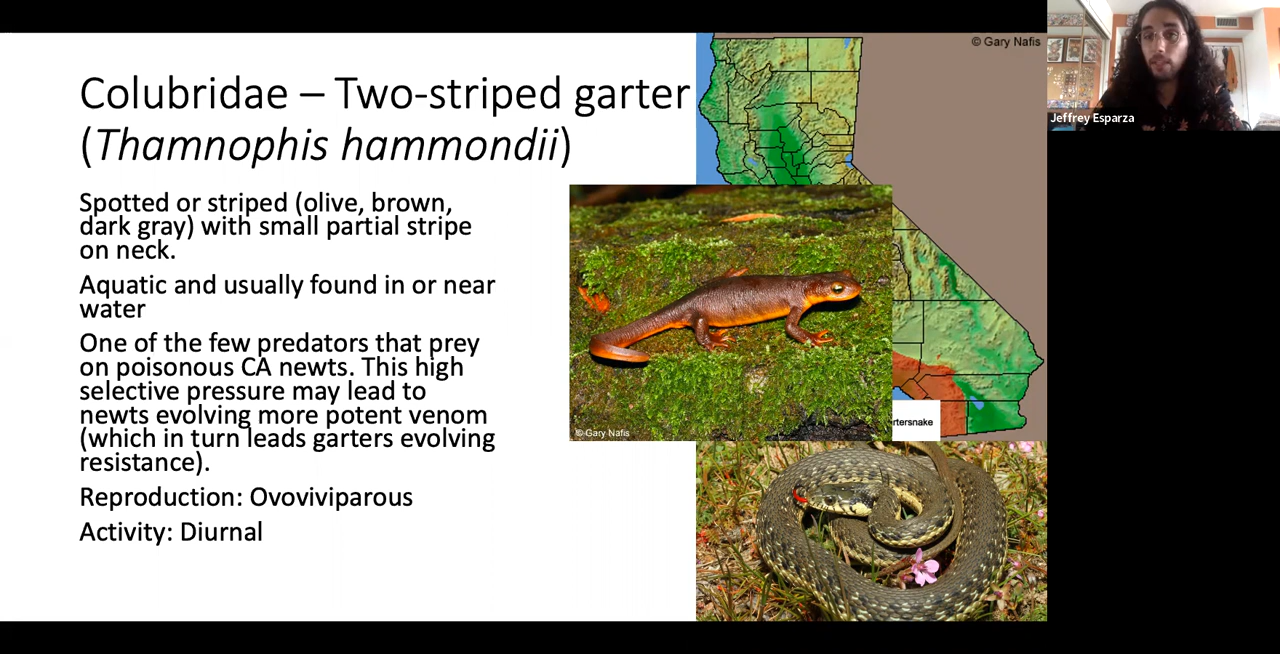 Colubridae – Two-striped garter
(Thamnophis hammondii)
Spotted or striped (olive, brown,
dark gray) with small partial stripe
on neck.
Aquatic and usually found in or near
water
One of the few predators that prey
on poisonous CA newts. This high
selective pressure may lead to
newts evolving more potent venom
(which in turn leads garters evolving
resistance).
Reproduction: Ovoviviparous
Activity: Diurnal
© Gary Nafis
© Gary Nafis
rtersnake
Jeffrey Esparza